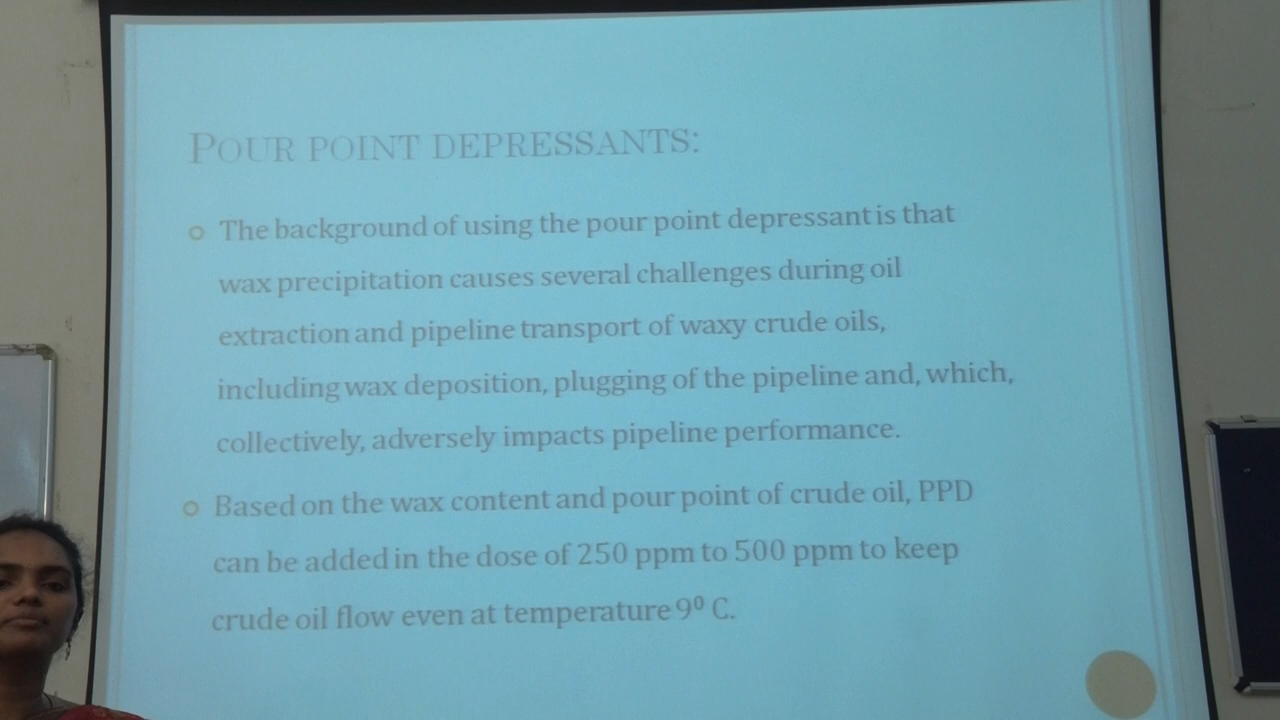 POUR POINT DEPRESSANTS:
The background of using the pour point depressant is that
wax precipitation causes several challenges during oil
extraction and pipeline transport of waxy crude oils,
including wax deposition, plugging of the pipeline and, which,
collectively, adversely impacts pipeline performance.
Based on the wax content and pour point of crude oil, PPD
can be added in the dose of 250 ppm to 500 ppm to keep
crude oil flow even at temperature 9⁰ C.